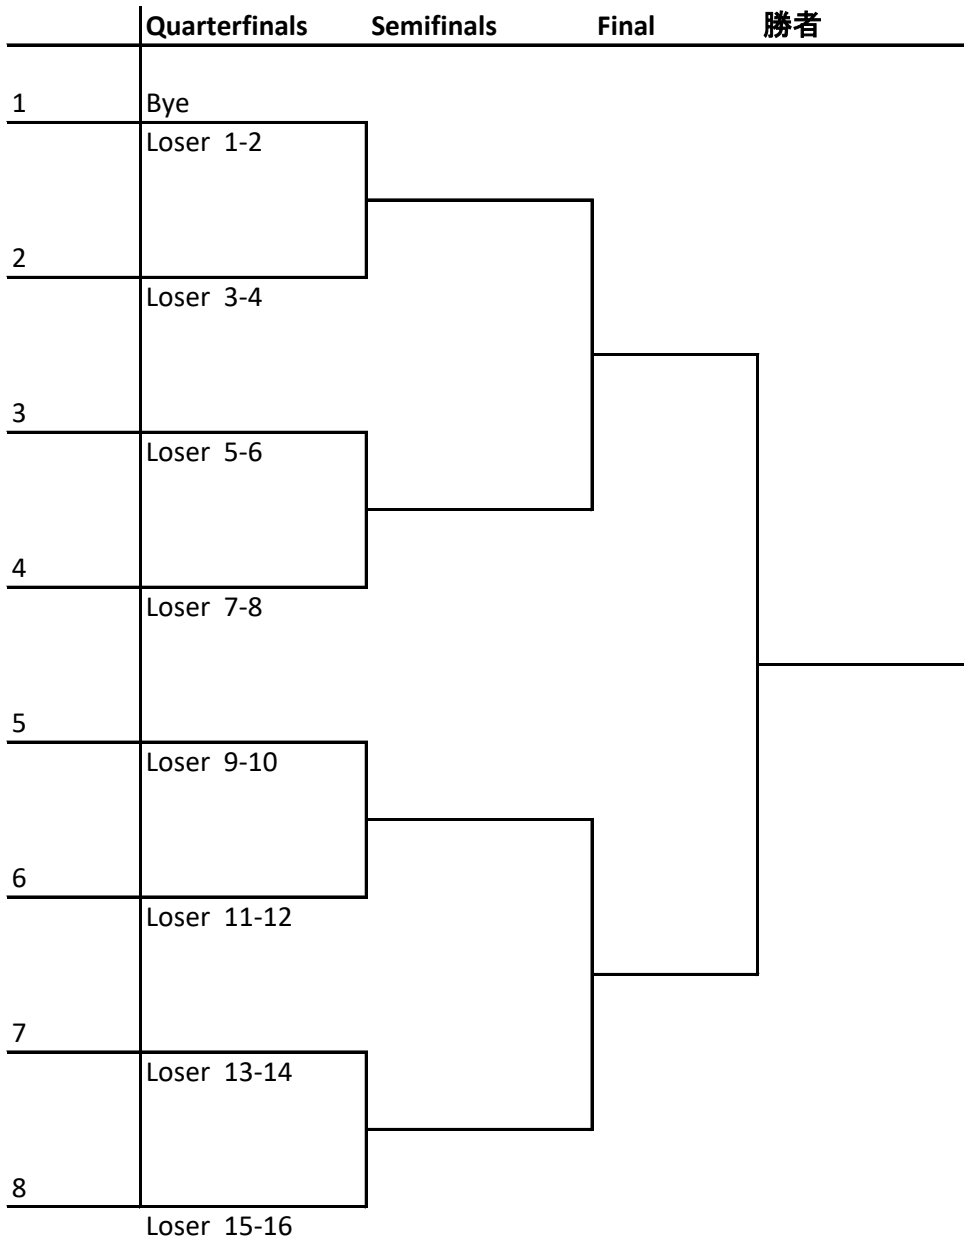 Quarterfinals Semifinals Final 勝者
1 Bye
Loser 1-2
2
Loser 3-4
3
Loser 5-6
4
Loser 7-8
5
Loser 9-10
6
Loser 11-12
7
Loser 13-14
8
Loser 15-16